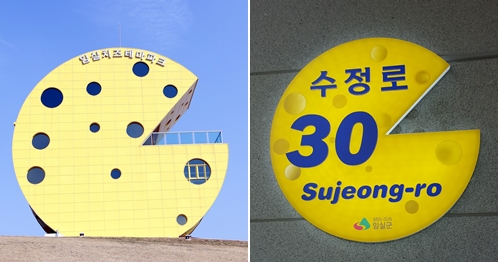 임실치즈테마파크
수정로
30
Sujeong-ro
임실군